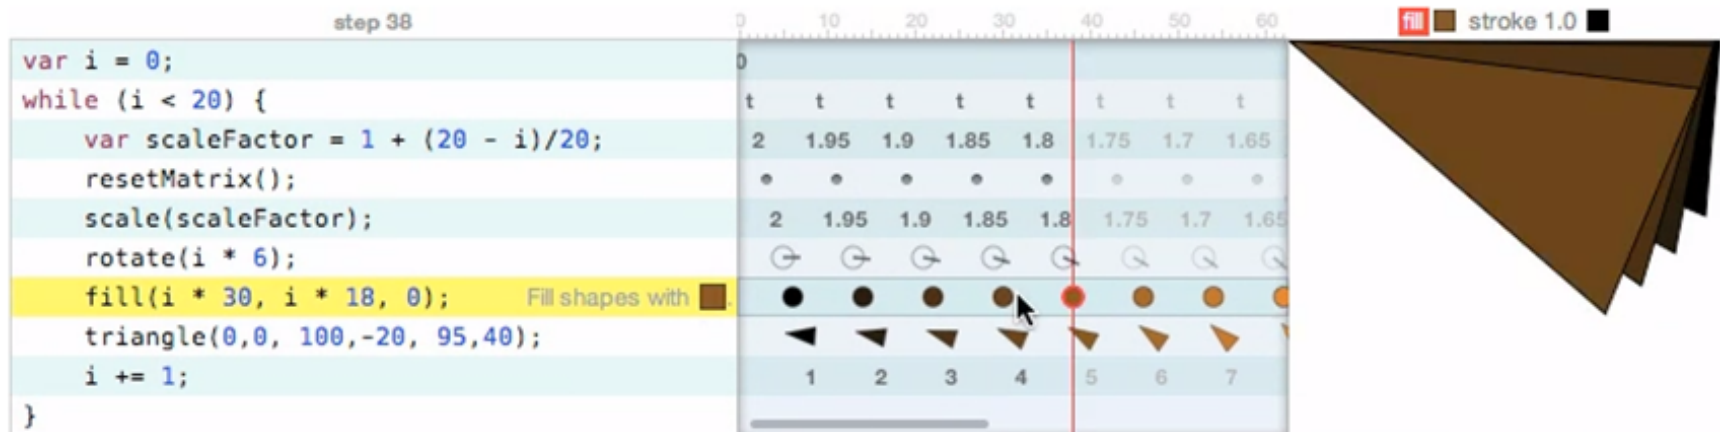 step 38
0 10 20 30 40 50 60
fill stroke 1.0
var i = 0; 0
while (i < 20) { t t t t t t t t
var scaleFactor = 1 + (20 - i)/20; 2 1.95 1.9 1.85 1.8 1.75 1.7 1.65
resetMatrix();
scale(scaleFactor); 2 1.95 1.9 1.85 1.8 1.75 1.7 1.65
rotate(i * 6);
fill(i * 30, i * 18, 0); Fill shapes with .
triangle(0,0, 100,-20, 95,40);
i += 1; 1 2 3 4 5 6 7
}